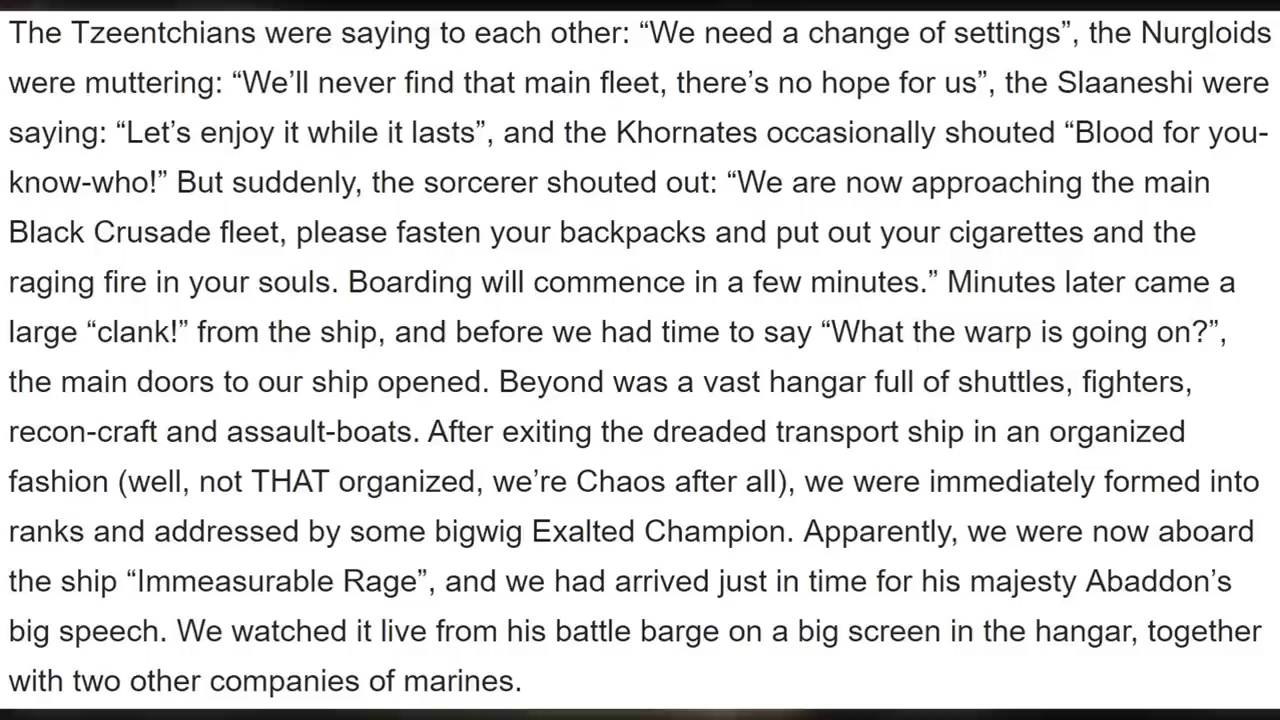 The Tzeentchians were saying to each other: “We need a change of settings”, the Nurgloids
were muttering: “We’ll never find that main fleet, there’s no hope for us”, the Slaaneshi were
saying: “Let’s enjoy it while it lasts”, and the Khornates occasionally shouted “Blood for you-
know-who!” But suddenly, the sorcerer shouted out: “We are now approaching the main
Black Crusade fleet, please fasten your backpacks and put out your cigarettes and the
raging fire in your souls. Boarding will commence in a few minutes.” Minutes later came a
large “clank!” from the ship, and before we had time to say “What the warp is going on?”,
the main doors to our ship opened. Beyond was a vast hangar full of shuttles, fighters,
recon-craft and assault-boats. After exiting the dreaded transport ship in an organized
fashion (well, not THAT organized, we’re Chaos after all), we were immediately formed into
ranks and addressed by some bigwig Exalted Champion. Apparently, we were now aboard
the ship “Immeasurable Rage”, and we had arrived just in time for his majesty Abaddon’s
big speech. We watched it live from his battle barge on a big screen in the hangar, together
with two other companies of marines.